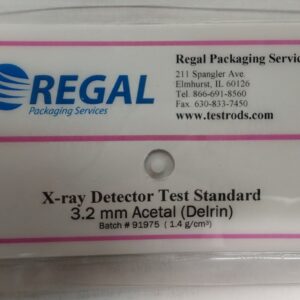 REGAL
Packaging Services
Regal Packaging Servic
211 Spangler Ave.
Elmhurst, IL 60126
Tel. 866-691-8560
Fax. 630-833-7450
www.testrods.com
X-ray Detector Test Standard
3.2 mm Acetal (Delrin)
Batch # 91975 ( 1.4 g/cm³)